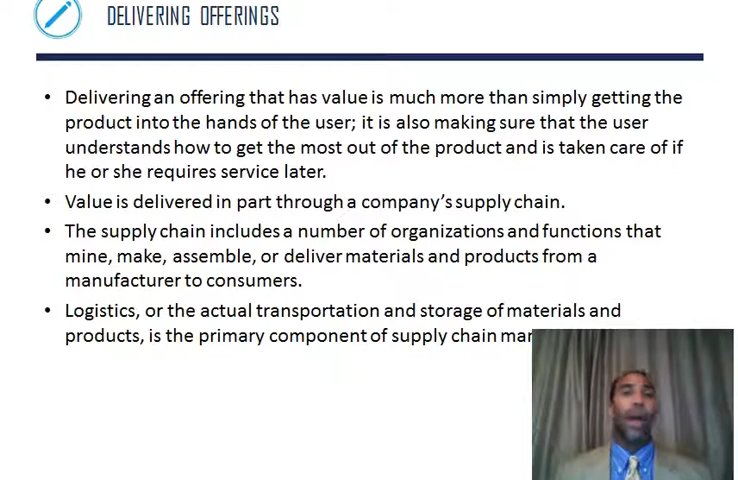 DELIVERING OFFERINGS
• Delivering an offering that has value is much more than simply getting the
product into the hands of the user; it is also making sure that the user
understands how to get the most out of the product and is taken care of if
he or she requires service later.
• Value is delivered in part through a company's supply chain.
• The supply chain includes a number of organizations and functions that
mine, make, assemble, or deliver materials and products from a
manufacturer to consumers.
• Logistics, or the actual transportation and storage of materials and
products, is the primary component of supply chain